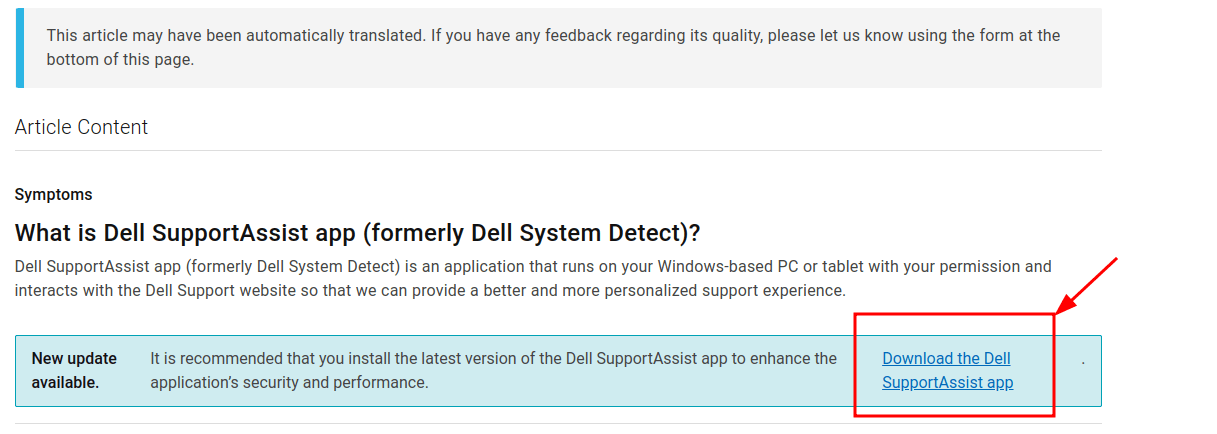 This article may have been automatically translated. If you have any feedback regarding its quality, please let us know using the form at the
bottom of this page.
Article Content
Symptoms
What is Dell SupportAssist app (formerly Dell System Detect)?
Dell SupportAssist app (formerly Dell System Detect) is an application that runs on your Windows-based PC or tablet with your permission and
interacts with the Dell Support website so that we can provide a better and more personalized support experience.
New update
available.
It is recommended that you install the latest version of the Dell SupportAssist app to enhance the
application's security and performance.
Download the Dell
SupportAssist app
.